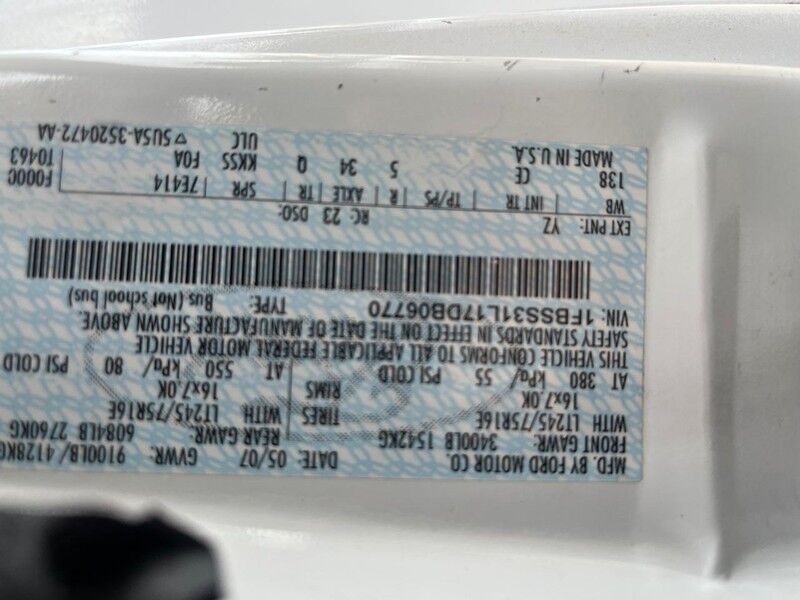 MFD. BY FORD MOTOR CO. DATE: 05/07 GVWR: 9100LB/4128KG
FRONT GAWR: 3400LB 1542KG REAR GAWR: 6084LB 2760KG
WITH LT245/75R16E TIRES WITH LT245/75R16E
16x7.0K RIMS 16x7.0K
AT 380 kPa/ 55 PSI COLD AT 550 kPa/ 80 PSI COLD
THIS VEHICLE CONFORMS TO ALL APPLICABLE FEDERAL MOTOR VEHICLE
SAFETY STANDARDS IN EFFECT ON THE DATE OF MANUFACTURE SHOWN ABOVE.
VIN: 1FBSS31L17DB06770 TYPE: Bus (Not school bus)
EXT PNT: YZ RC: 23 DSO:
WB INT TR TP/PS R AXLE TR SPR 7E414 F000C
138 CE 5 34 Q KKSS FOA T0463
MADE IN U.S.A. ULC ▽ 5U5A-3520472-AA